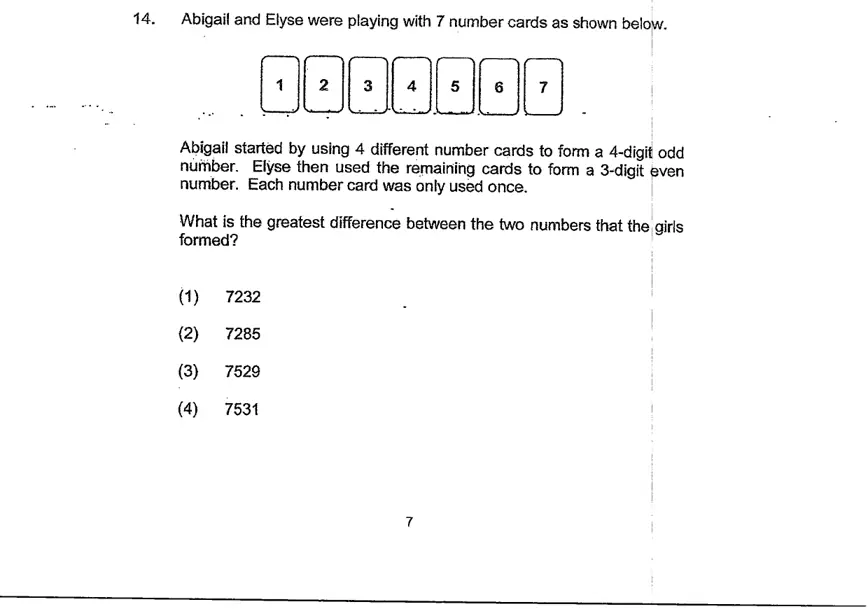 14. Abigail and Elyse were playing with 7 number cards as shown below.
1 2 3 4 5 6 7
Abigail started by using 4 different number cards to form a 4-digit odd
number. Elyse then used the remaining cards to form a 3-digit even
number. Each number card was only used once.
What is the greatest difference between the two numbers that the girls
formed?
(1) 7232
(2) 7285
(3) 7529
(4) 7531
7